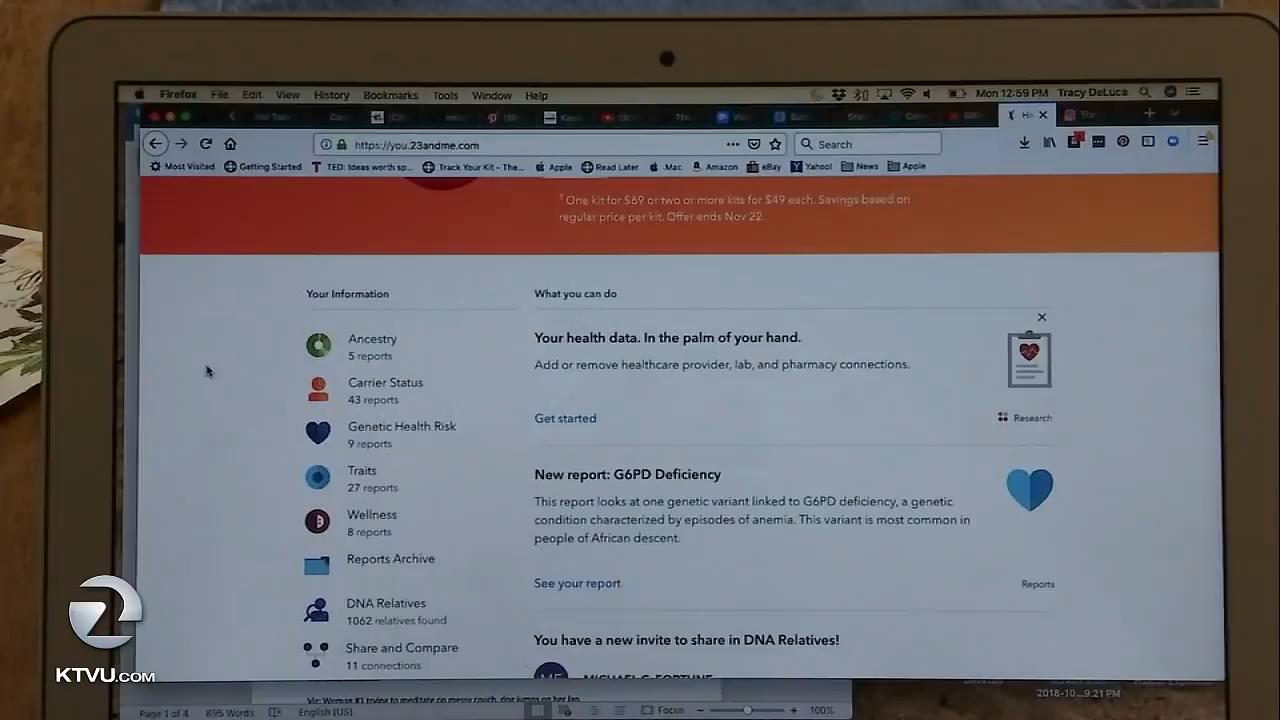 Firefox File Edit View History Bookmarks Tools Window Help Mon 12:59 PM Tracy DeLuca
https://you.23andme.com
Search
Most Visited Getting Started TED: Ideas worth sp... Track Your Kit - The... Apple Read Later Mac Amazon eBay Yahoo! News Apple
One kit for $69 or two or more kits for $49 each. Savings based on
regular price per kit. Offer ends Nov 22.
Your Information
Ancestry
5 reports
Carrier Status
43 reports
Genetic Health Risk
9 reports
Traits
27 reports
Wellness
8 reports
Reports Archive
DNA Relatives
1062 relatives found
Share and Compare
11 connections
What you can do
Your health data. In the palm of your hand.
Add or remove healthcare provider, lab, and pharmacy connections.
Get started
Research
New report: G6PD Deficiency
This report looks at one genetic variant linked to G6PD deficiency, a genetic
condition characterized by episodes of anemia. This variant is most common in
people of African descent.
See your report
Reports
You have a new invite to share in DNA Relatives!
2
KTVU.COM
2018-10...9.21 PM
Page 1 of 4 895 Words English (US) Focus 100%